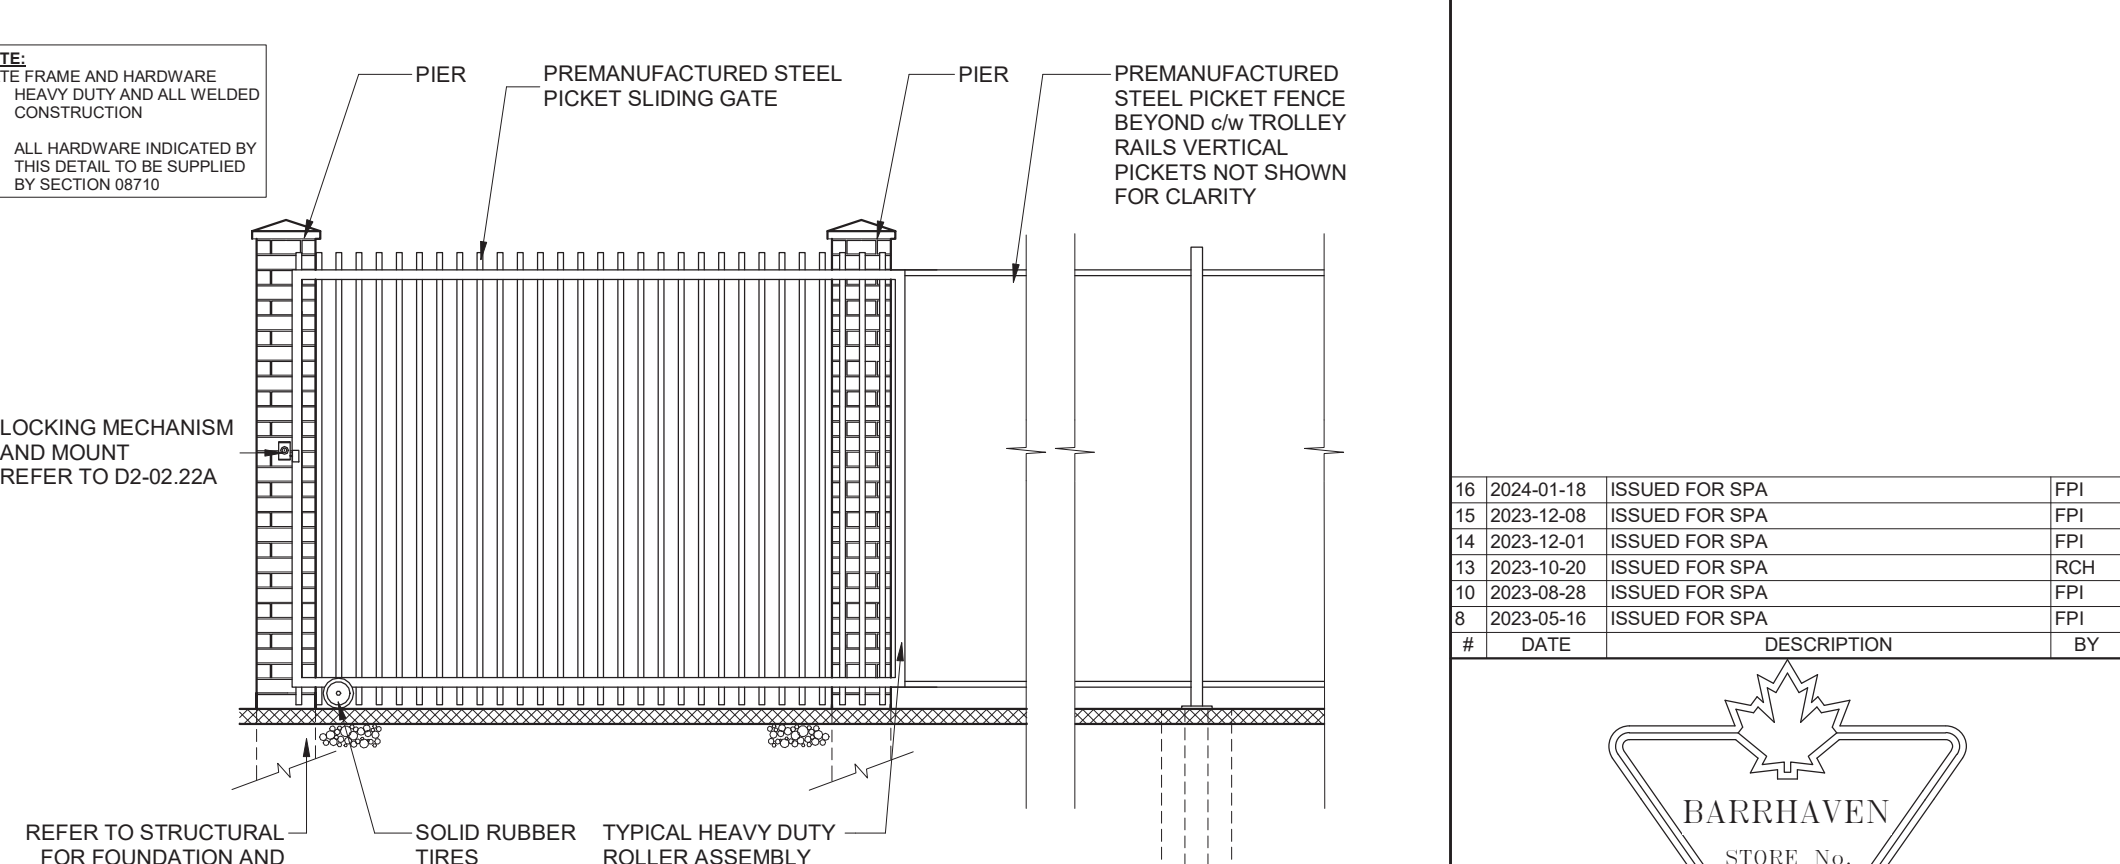 TE:
TE FRAME AND HARDWARE
HEAVY DUTY AND ALL WELDED
CONSTRUCTION
ALL HARDWARE INDICATED BY
THIS DETAIL TO BE SUPPLIED
BY SECTION 08710
PIER
PREMANUFACTURED STEEL
PICKET SLIDING GATE
PIER
PREMANUFACTURED
STEEL PICKET FENCE
BEYOND c/w TROLLEY
RAILS VERTICAL
PICKETS NOT SHOWN
FOR CLARITY
LOCKING MECHANISM
AND MOUNT
REFER TO D2-02.22A
REFER TO STRUCTURAL
FOR FOUNDATION AND
SOLID RUBBER
TIRES
TYPICAL HEAVY DUTY
ROLLER ASSEMBLY
16 2024-01-18 ISSUED FOR SPA FPI
15 2023-12-08 ISSUED FOR SPA FPI
14 2023-12-01 ISSUED FOR SPA FPI
13 2023-10-20 ISSUED FOR SPA RCH
10 2023-08-28 ISSUED FOR SPA FPI
8 2023-05-16 ISSUED FOR SPA FPI
# DATE DESCRIPTION BY
BARRHAVEN
STORE No.